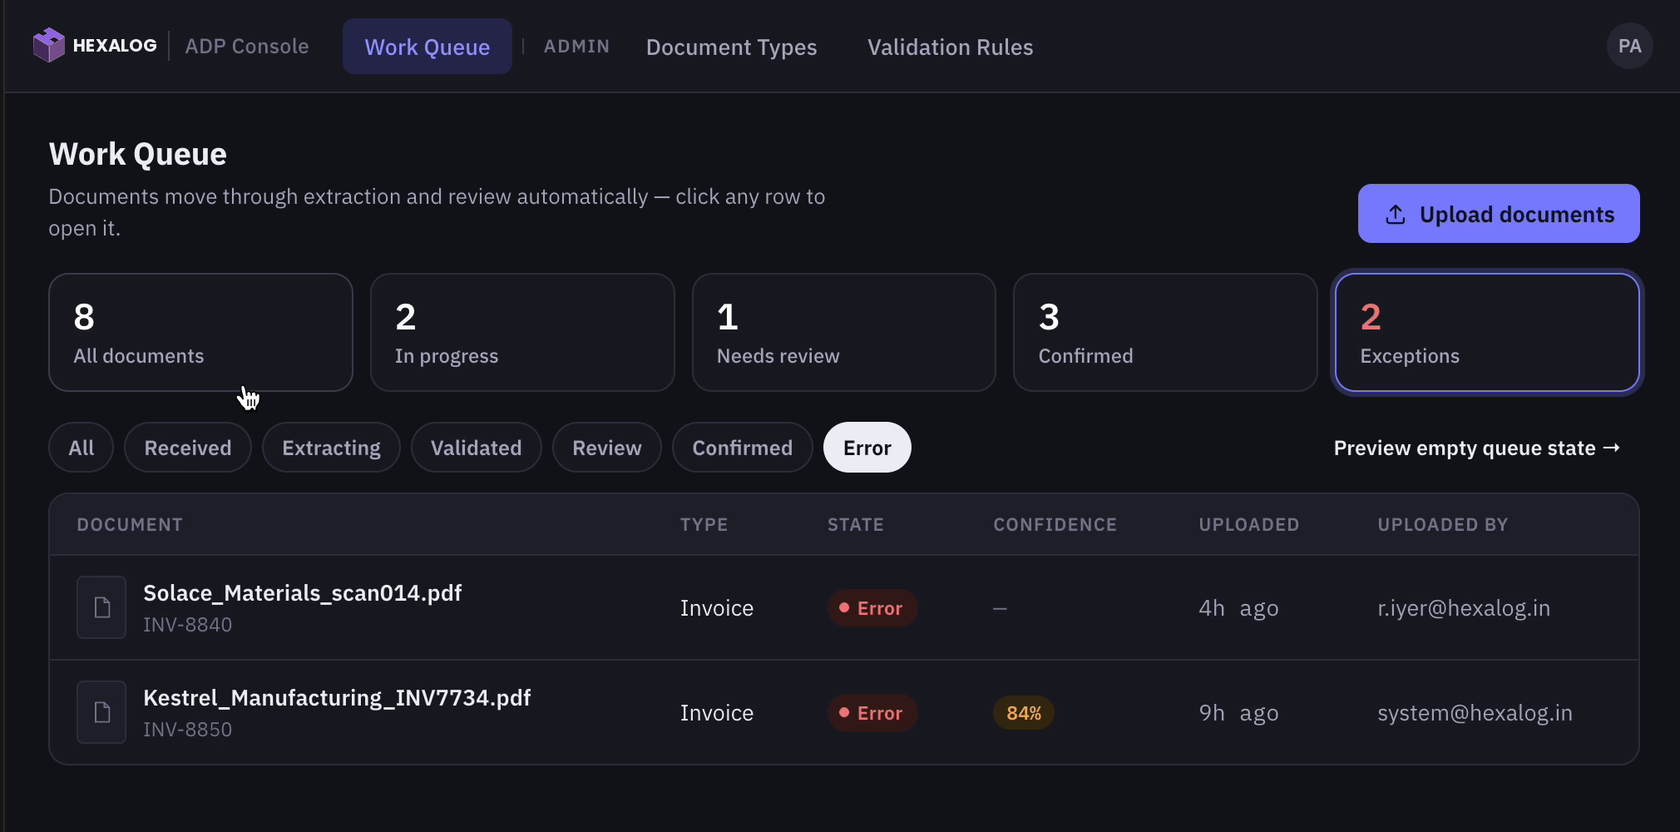 HEXALOG
ADP Console
Work Queue
ADMIN
Document Types
Validation Rules
PA
Work Queue
Documents move through extraction and review automatically — click any row to
open it.
Upload documents
8
All documents
2
In progress
1
Needs review
3
Confirmed
2
Exceptions
All
Received
Extracting
Validated
Review
Confirmed
Error
Preview empty queue state →
DOCUMENT TYPE STATE CONFIDENCE UPLOADED UPLOADED BY
Solace_Materials_scan014.pdf
INV-8840
Invoice
Error
—
4h ago
r.iyer@hexalog.in
Kestrel_Manufacturing_INV7734.pdf
INV-8850
Invoice
Error
84%
9h ago
system@hexalog.in